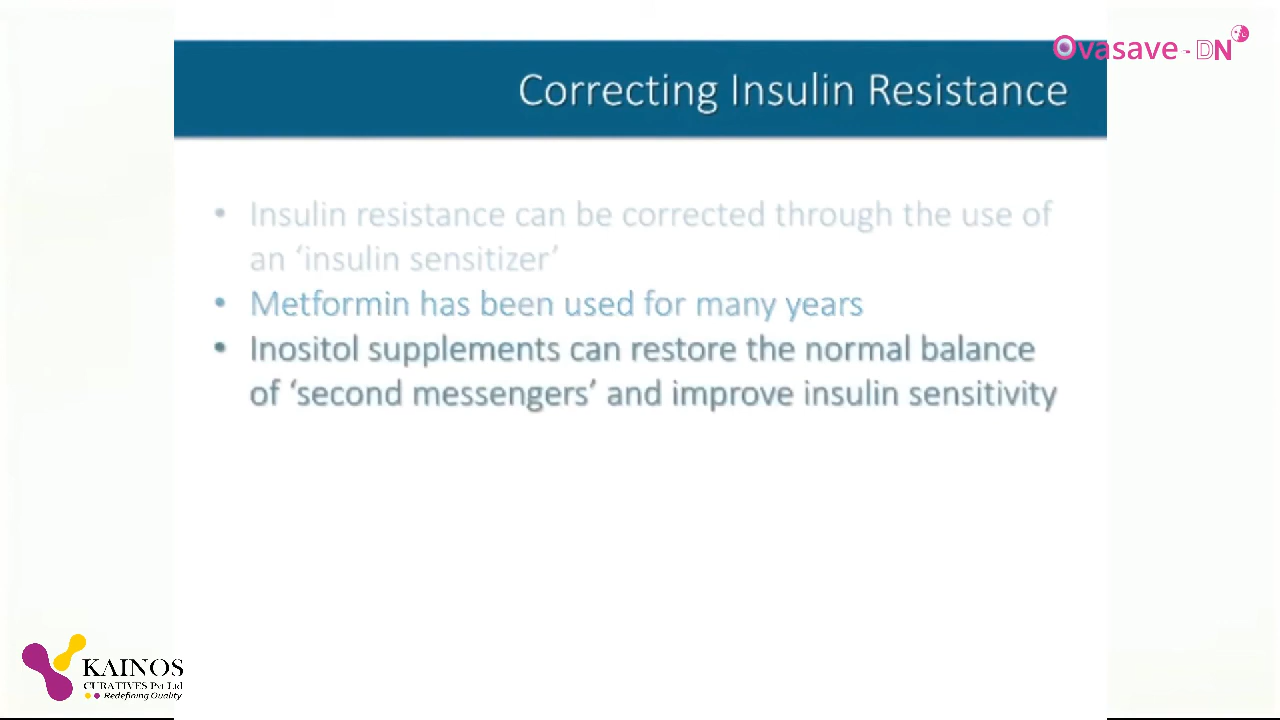 Ovasave - DN
Correcting Insulin Resistance
• Insulin resistance can be corrected through the use of
an ‘insulin sensitizer’
• Metformin has been used for many years
• Inositol supplements can restore the normal balance
of ‘second messengers’ and improve insulin sensitivity
KAINOS
CURATIVES Pvt Ltd
Redefining Quality